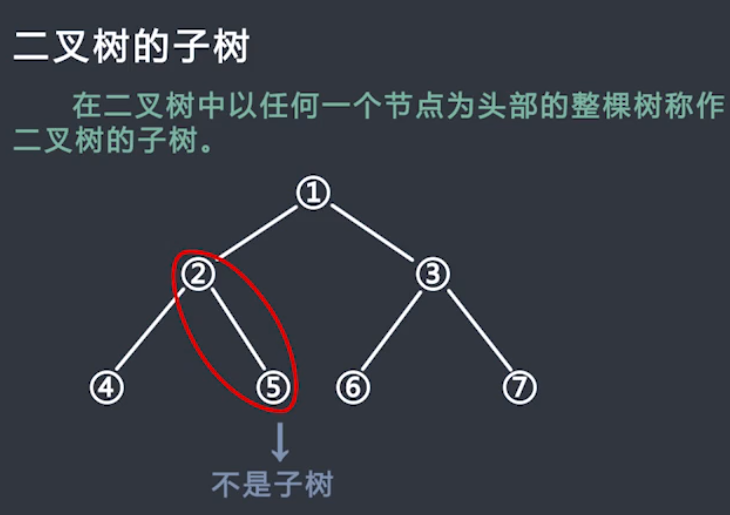 二叉树的子树
在二叉树中以任何一个节点为头部的整棵树称作
二叉树的子树。
①
② ③
④ ⑤ ⑥ ⑦
不是子树